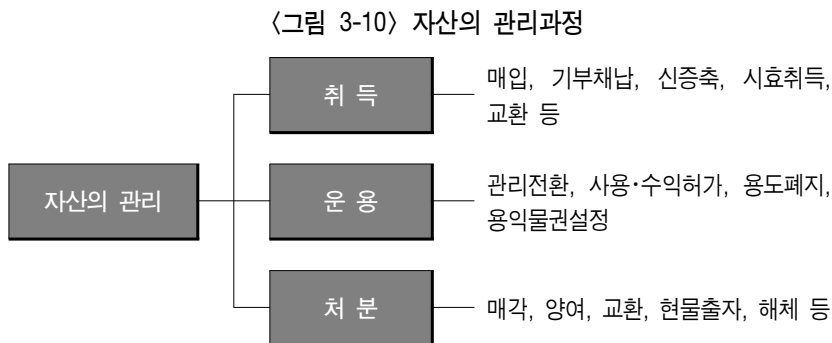 〈그림 3-10〉 자산의 관리과정
취 득
매입, 기부채납, 신증축, 시효취득,
교환 등
자산의 관리
운 용
관리전환, 사용·수익허가, 용도폐지,
용익물권설정
처 분
매각, 양여, 교환, 현물출자, 해체 등